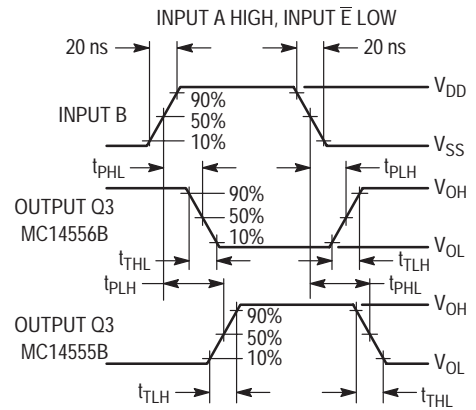 INPUT A HIGH, INPUT E̅ LOW
20 ns 20 ns
V_DD
INPUT B
90%
50%
10%
V_SS
t_PHL t_PLH
V_OH
OUTPUT Q3
MC14556B
90%
50%
10%
V_OL
t_THL t_TLH
t_PLH t_PHL
V_OH
OUTPUT Q3
MC14555B
90%
50%
10%
V_OL
t_TLH t_THL